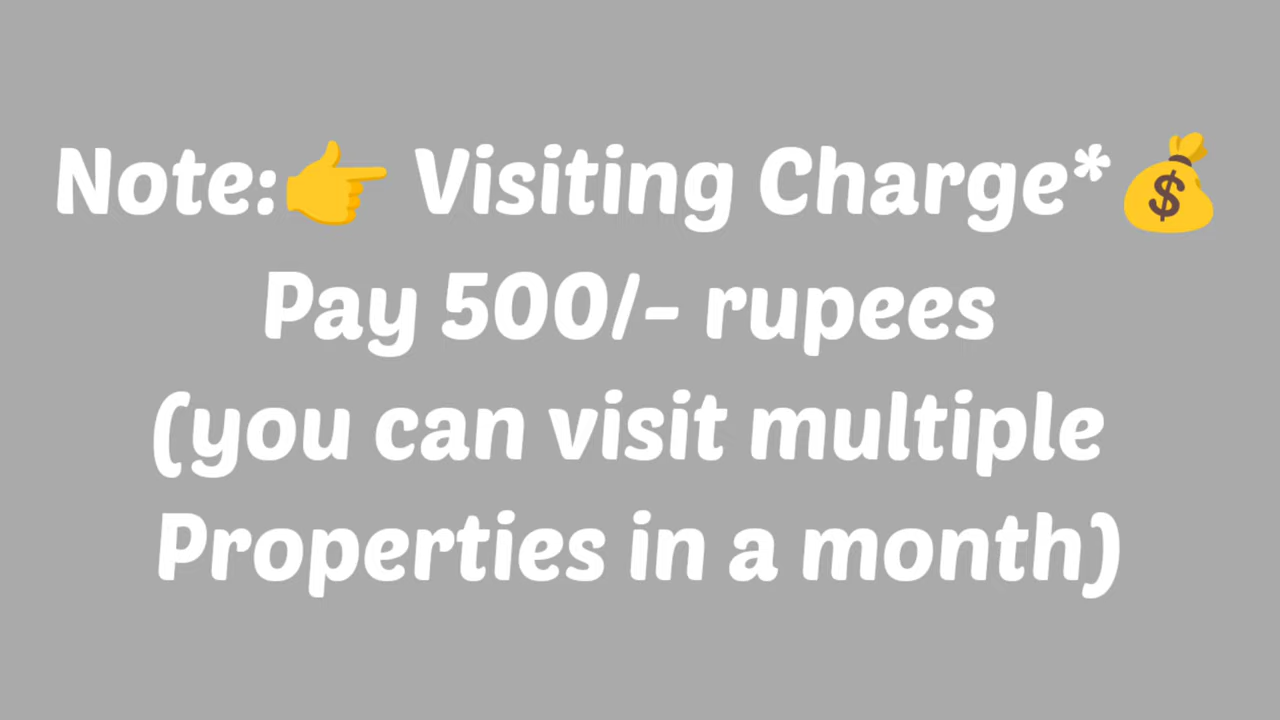 Note:👉 Visiting Charge*💰
Pay 500/- rupees
(you can visit multiple
Properties in a month)